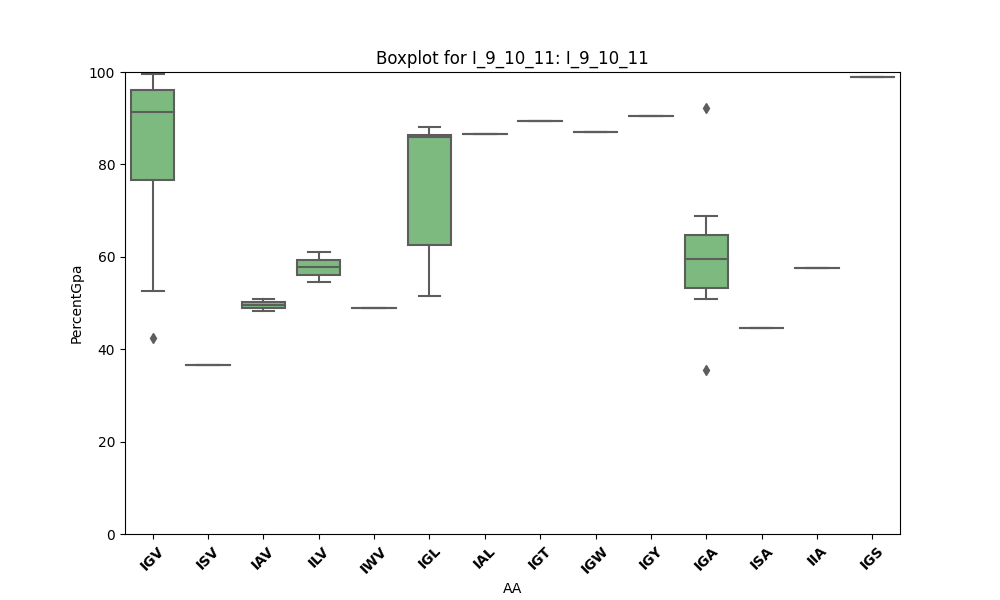 Boxplot for I_9_10_11: I_9_10_11
PercentGpa
100
80
60
40
20
0
IGV ISV IAV ILV IWV IGL IAL IGT IGW IGY IGA ISA IIA IGS
AA